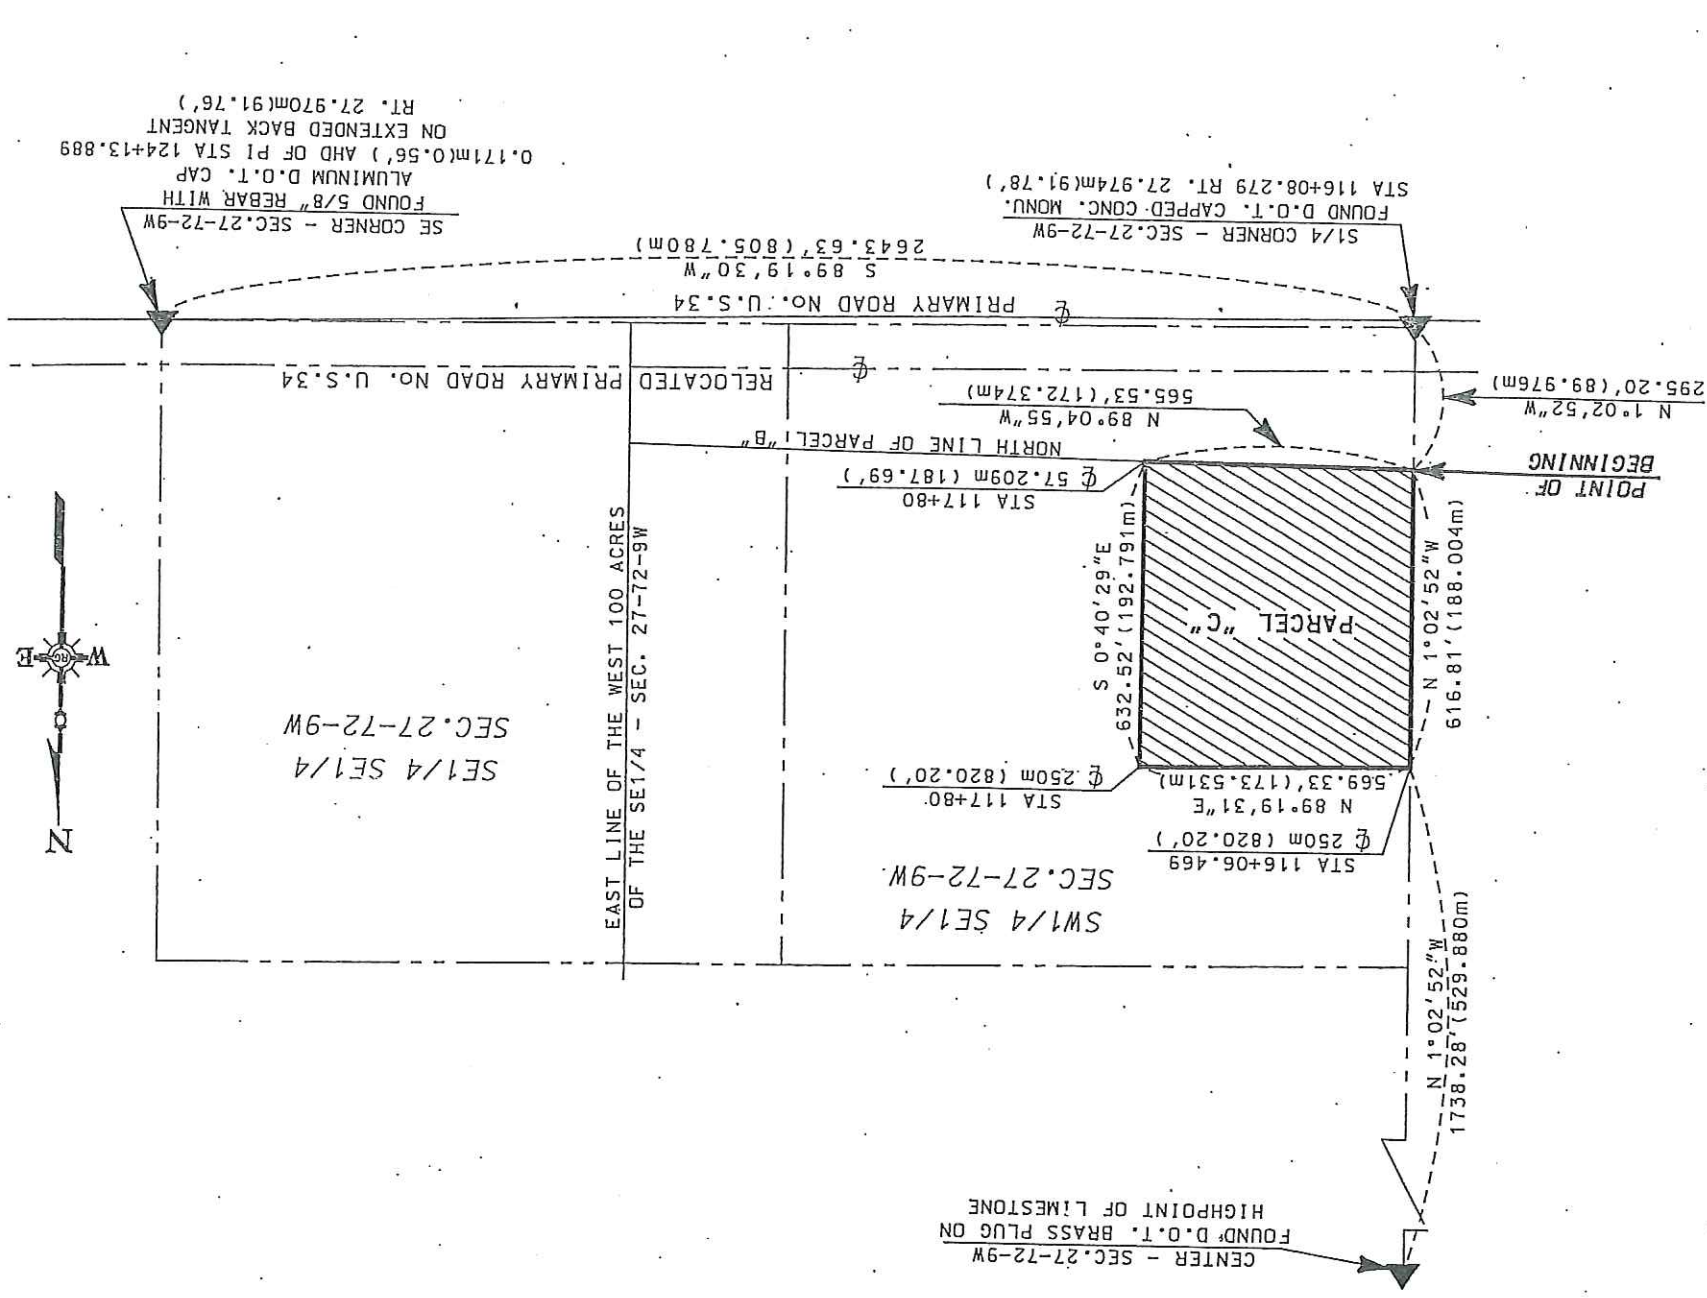 CENTER - SEC.27-72-9W
FOUND D.O.T. BRASS PLUG ON
HIGHPOINT OF LIMESTONE
N 1°02'52"W
1738.28'(529.880m)
SW1/4 SE1/4
SEC.27-72-9W
STA 116+06.469
℄ 250m (820.20')
N 89°19'31"E
569.33'(173.531m)
STA 117+80
℄ 250m (820.20')
N
W
E
RG
SE1/4 SE1/4
SEC.27-72-9W
EAST LINE OF THE WEST 100 ACRES
OF THE SE1/4 - SEC. 27-72-9W
PARCEL "C"
N 1°02'52"W
616.81'(188.004m)
S 0°40'29"E
632.52'(192.791m)
POINT OF
BEGINNING
STA 117+80
℄ 57.209m (187.69')
NORTH LINE OF PARCEL "B"
N 89°04'55"W
565.53'(172.374m)
N 1°02'52"W
295.20'(89.976m)
℄
RELOCATED PRIMARY ROAD No. U.S.34
℄
PRIMARY ROAD No. U.S.34
S 89°19'30"W
2643.63'(805.780m)
S1/4 CORNER - SEC.27-72-9W
FOUND D.O.T. CAPPED CONC. MONU.
STA 116+08.279 RT. 27.974m(91.78')
SE CORNER - SEC.27-72-9W
FOUND 5/8" REBAR WITH
ALUMINUM D.O.T. CAP
0.171m(0.56') AHD OF PI STA 124+13.889
ON EXTENDED BACK TANGENT
RT. 27.970m(91.76')